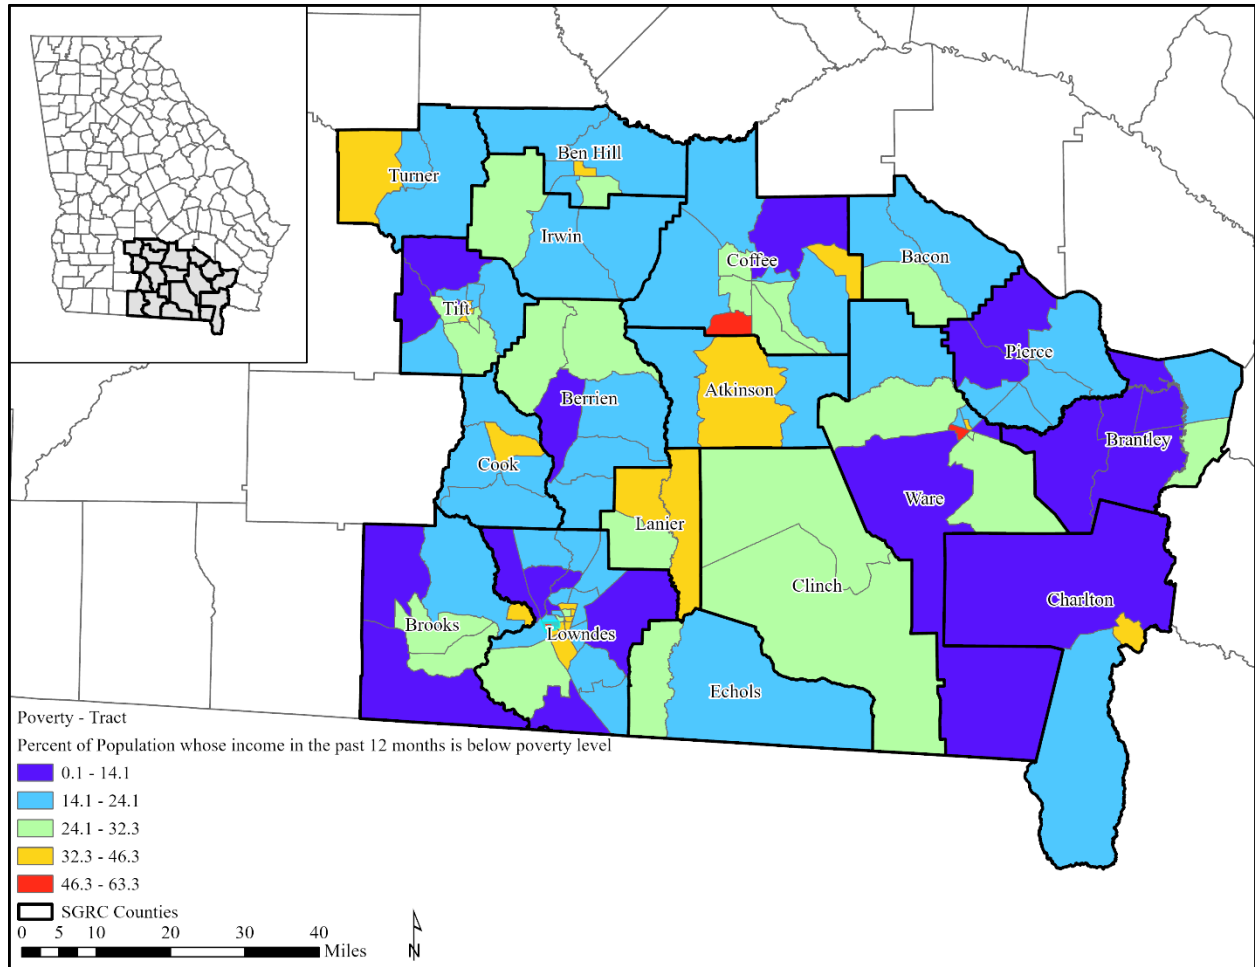 Ben Hill
Turner
Irwin
Coffee
Bacon
Tift
Pierce
Atkinson
Berrien
Brantley
Cook
Ware
Lanier
Clinch
Charlton
Brooks
Lowndes
Echols
Poverty - Tract
Percent of Population whose income in the past 12 months is below poverty level
0.1 - 14.1
14.1 - 24.1
24.1 - 32.3
32.3 - 46.3
46.3 - 63.3
SGRC Counties
0 5 10 20 30 40
Miles
N